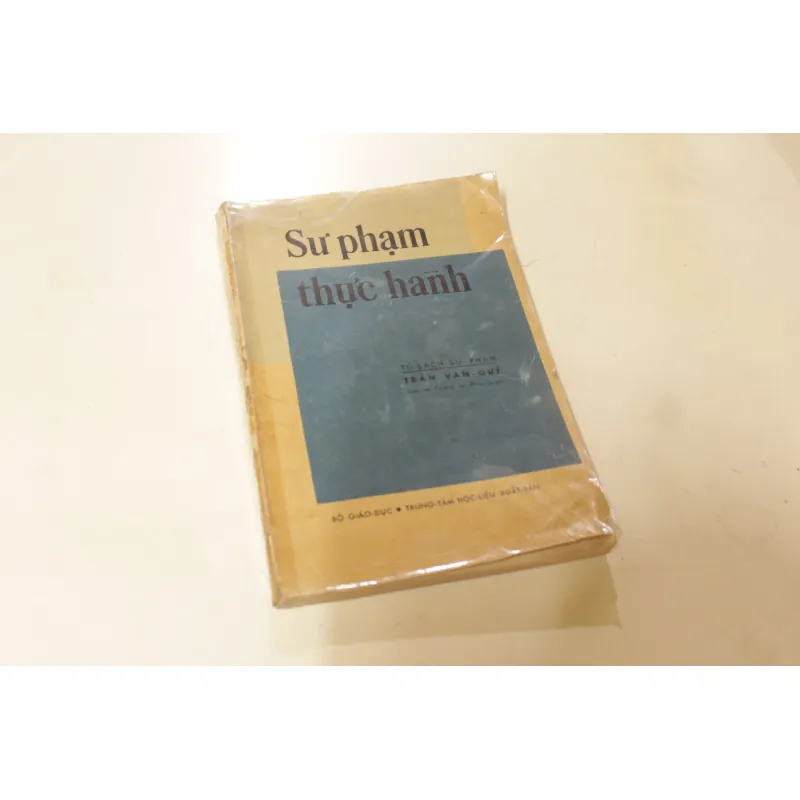 Sư phạm
thực hành
TỦ SÁCH SƯ PHẠM
TRẦN VĂN-QUẾ
BỘ GIÁO-DỤC • TRUNG-TÂM HỌC-LIỆU XUẤT-BẢN